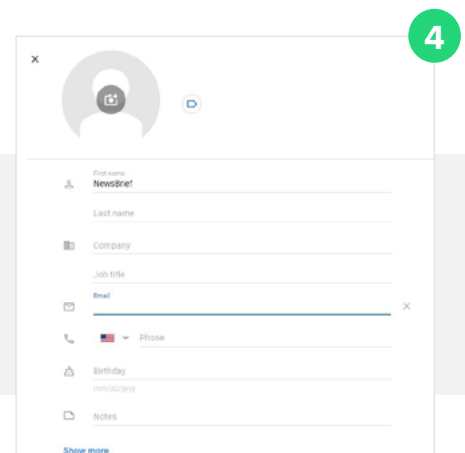 4
X
First name
NewsBrief
Last name
Company
Job title
Email
Phone
Birthday
mm/dd/yyyy
Notes
Show more